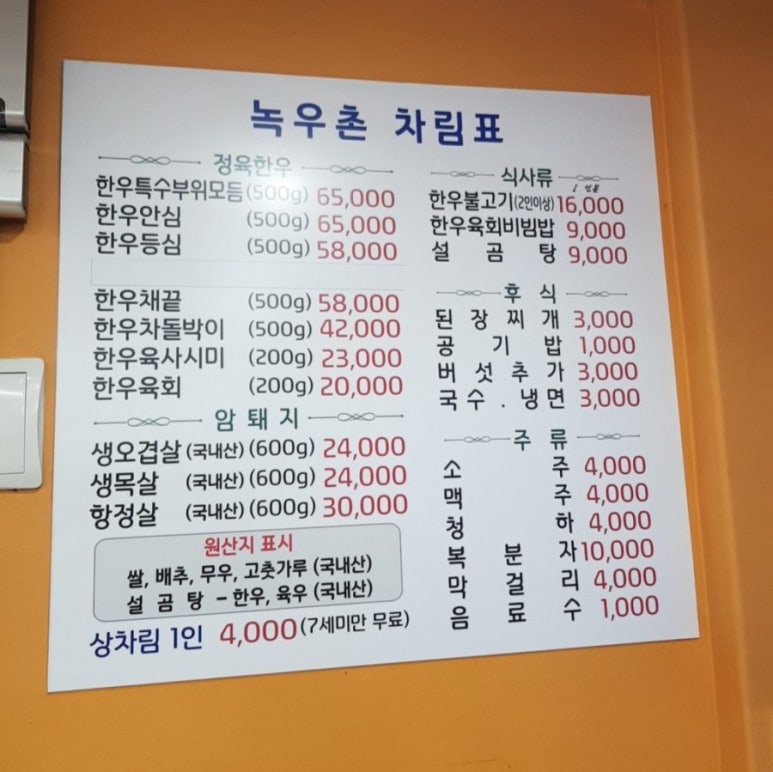 녹우촌 차림표
정육한우
한우특수부위모듬 (500g) 65,000
한우안심 (500g) 65,000
한우등심 (500g) 58,000
한우채끝 (500g) 58,000
한우차돌박이 (500g) 42,000
한우육사시미 (200g) 23,000
한우육회 (200g) 20,000
암퇘지
생오겹살 (국내산) (600g) 24,000
생목살 (국내산) (600g) 24,000
항정살 (국내산) (600g) 30,000
원산지 표시
쌀, 배추, 무우, 고춧가루 (국내산)
설 곰 탕 - 한우, 육우 (국내산)
상차림 1인 4,000 (7세미만 무료)
식사류
1인분
한우불고기(2인이상) 16,000
한우육회비빔밥 9,000
설 곰 탕 9,000
후 식
된 장 찌 개 3,000
공 기 밥 1,000
버 섯 추 가 3,000
국 수 . 냉 면 3,000
주 류
소 주 4,000
맥 주 4,000
청 하 4,000
복 분 자 10,000
막 걸 리 4,000
음 료 수 1,000